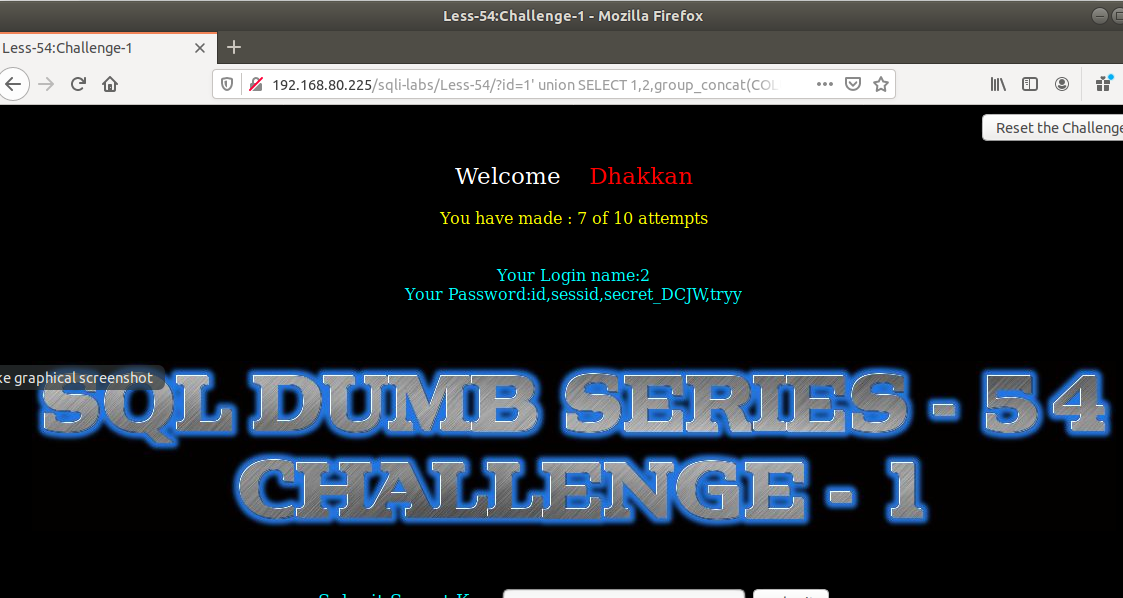 Less-54:Challenge-1 - Mozilla Firefox
Less-54:Challenge-1
192.168.80.225/sqli-labs/Less-54/?id=1' union SELECT 1,2,group_concat(COL
Reset the Challenge
Welcome Dhakkan
You have made : 7 of 10 attempts
Your Login name:2
Your Password:id,sessid,secret_DCJW,tryy
ke graphical screenshot
SQL DUMB SERIES - 54
CHALLENGE - 1